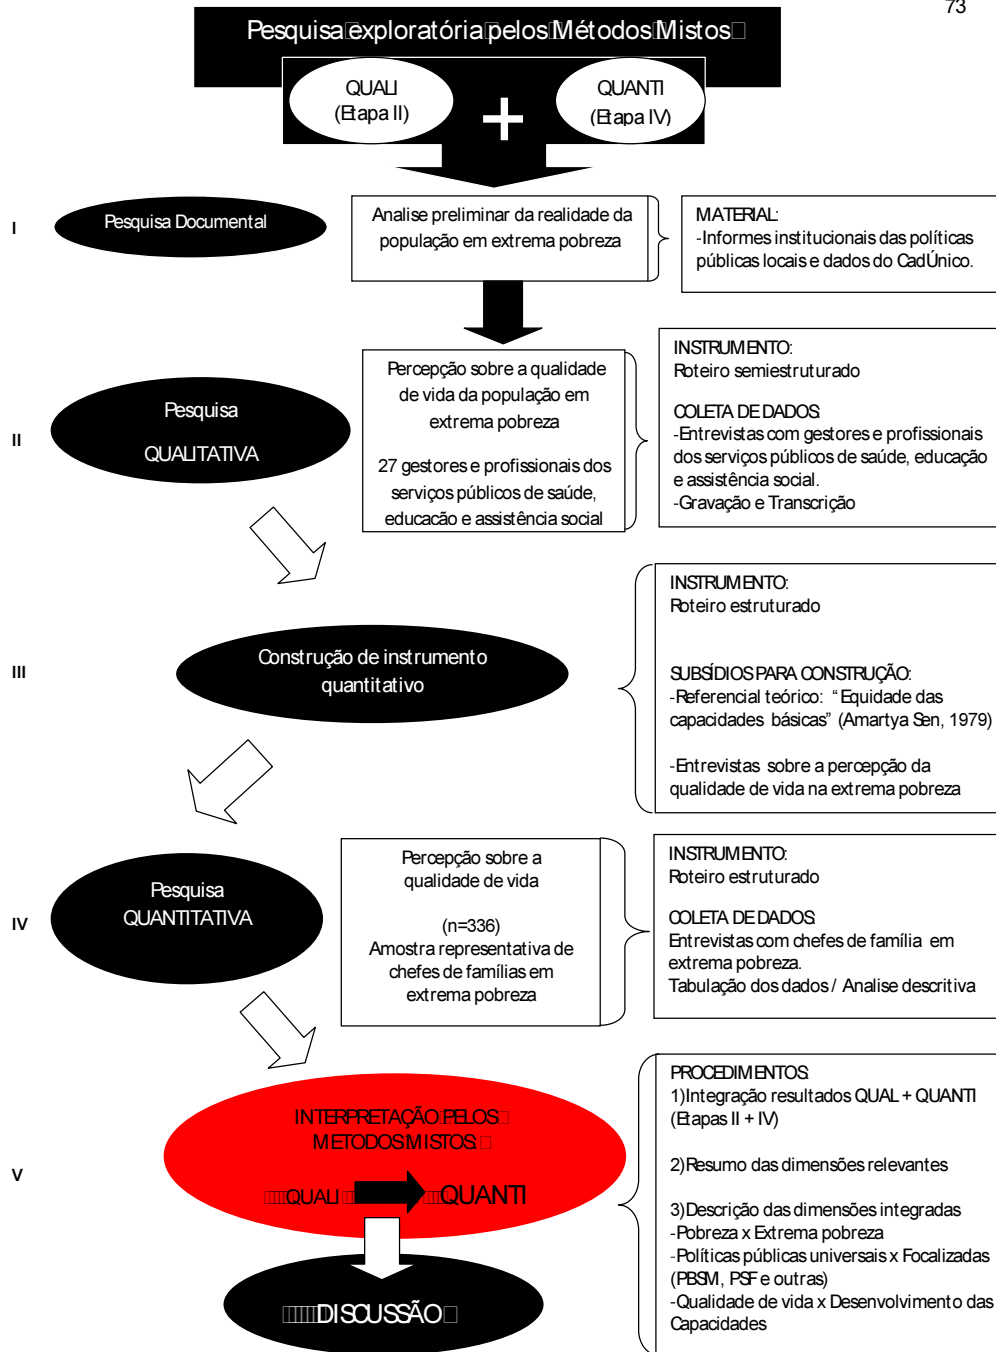 73
Pesquisa exploratória pelos Métodos Mistos
QUALI
(Etapa II)
+
QUANTI
(Etapa IV)
I
Pesquisa Documental
Analise preliminar da realidade da
população em extrema pobreza
MATERIAL:
-Informes institucionais das políticas
públicas locais e dados do CadÚnico.
II
Pesquisa
QUALITATIVA
Percepção sobre a qualidade
de vida da população em
extrema pobreza
27 gestores e profissionais dos
serviços públicos de saúde,
educação e assistência social
INSTRUMENTO:
Roteiro semiestruturado
COLETA DE DADOS:
-Entrevistas com gestores e profissionais
dos serviços públicos de saúde, educação
e assistência social.
-Gravação e Transcrição
III
Construção de instrumento
quantitativo
INSTRUMENTO:
Roteiro estruturado
SUBSÍDIOS PARA CONSTRUÇÃO:
-Referencial teórico: “Equidade das
capacidades básicas” (Amartya Sen, 1979)
-Entrevistas sobre a percepção da
qualidade de vida na extrema pobreza
IV
Pesquisa
QUANTITATIVA
Percepção sobre a
qualidade de vida
(n=336)
Amostra representativa de
chefes de famílias em
extrema pobreza
INSTRUMENTO:
Roteiro estruturado
COLETA DE DADOS:
Entrevistas com chefes de família em
extrema pobreza.
Tabulação dos dados / Analise descritiva
V
INTERPRETAÇÃO PELOS
METODOS MISTOS:
QUALI
QUANTI
DISCUSSÃO
PROCEDIMENTOS:
1)Integração resultados QUAL + QUANTI
(Etapas II + IV)
2)Resumo das dimensões relevantes
3)Descrição das dimensões integradas
-Pobreza x Extrema pobreza
-Políticas públicas universais x Focalizadas
(PBSM, PSF e outras)
-Qualidade de vida x Desenvolvimento das
Capacidades